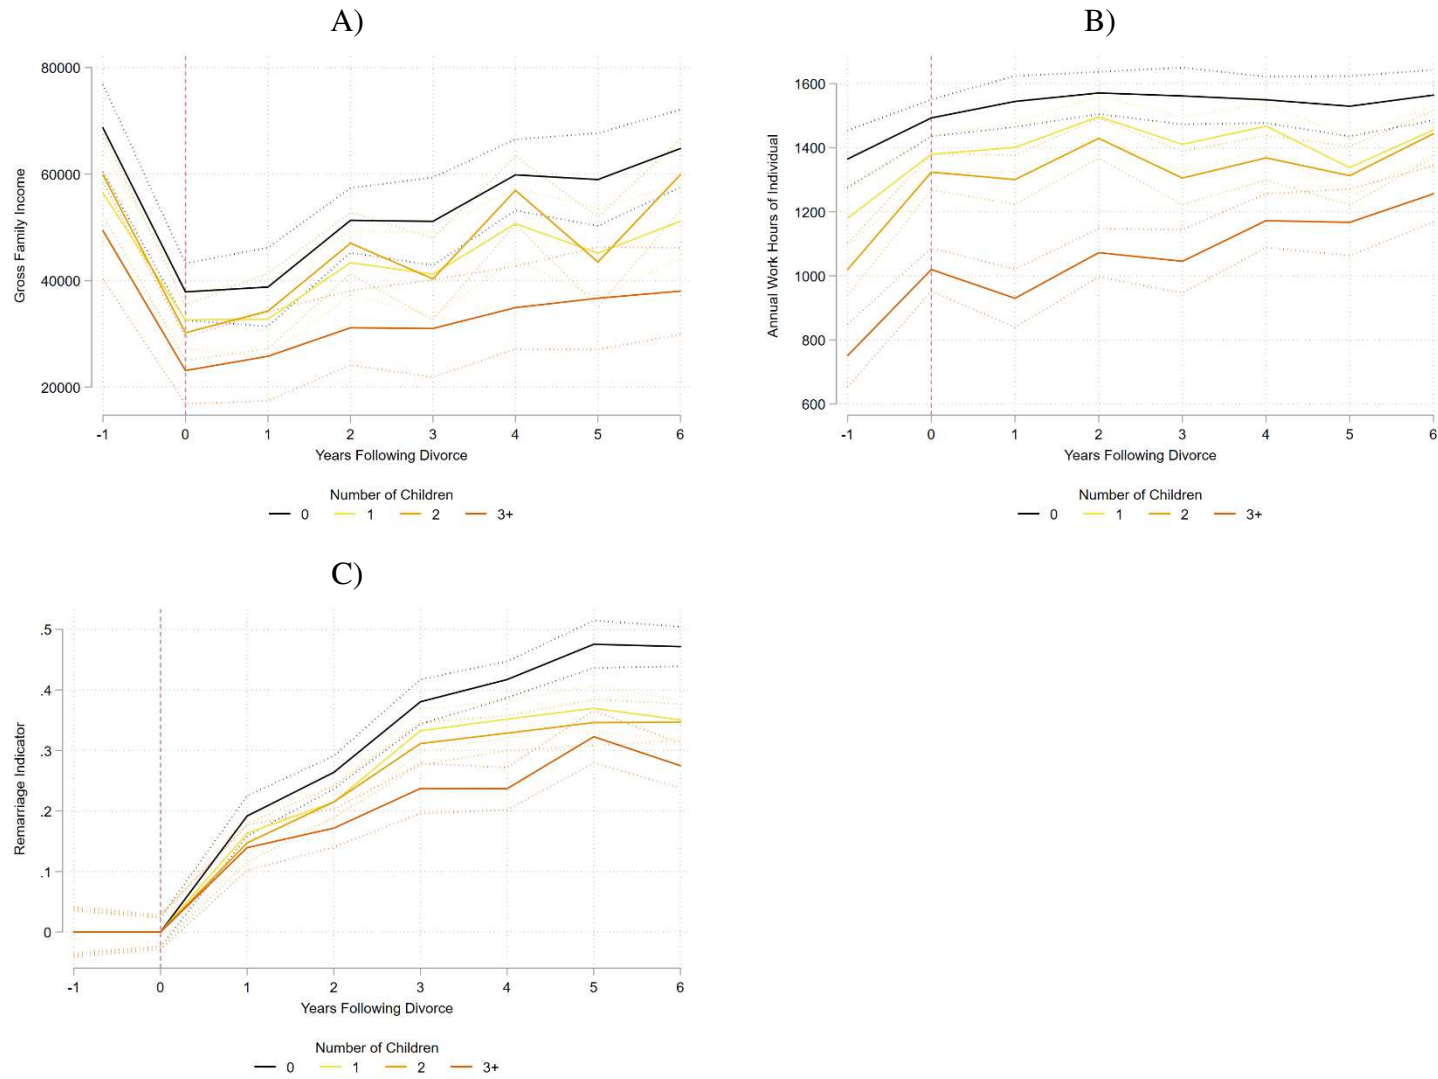 A)
80000
60000
40000
20000
Gross Family Income
-1 0 1 2 3 4 5 6
Years Following Divorce
Number of Children
0 1 2 3+
B)
1600
1400
1200
1000
800
600
Annual Work Hours of Individual
-1 0 1 2 3 4 5 6
Years Following Divorce
Number of Children
0 1 2 3+
C)
.5
.4
.3
.2
.1
0
Remarriage Indicator
-1 0 1 2 3 4 5 6
Years Following Divorce
Number of Children
0 1 2 3+